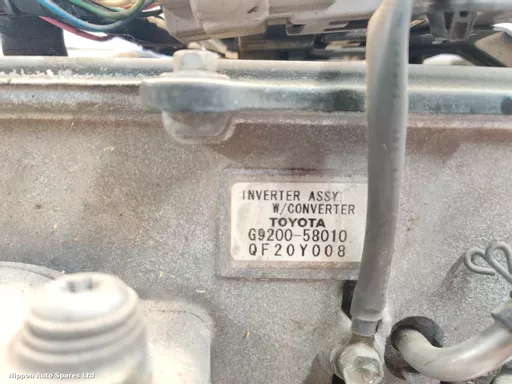 INVERTER ASSY
W/CONVERTER
TOYOTA
G9200-58010
QF20Y008
Nippon Auto Spares Ltd